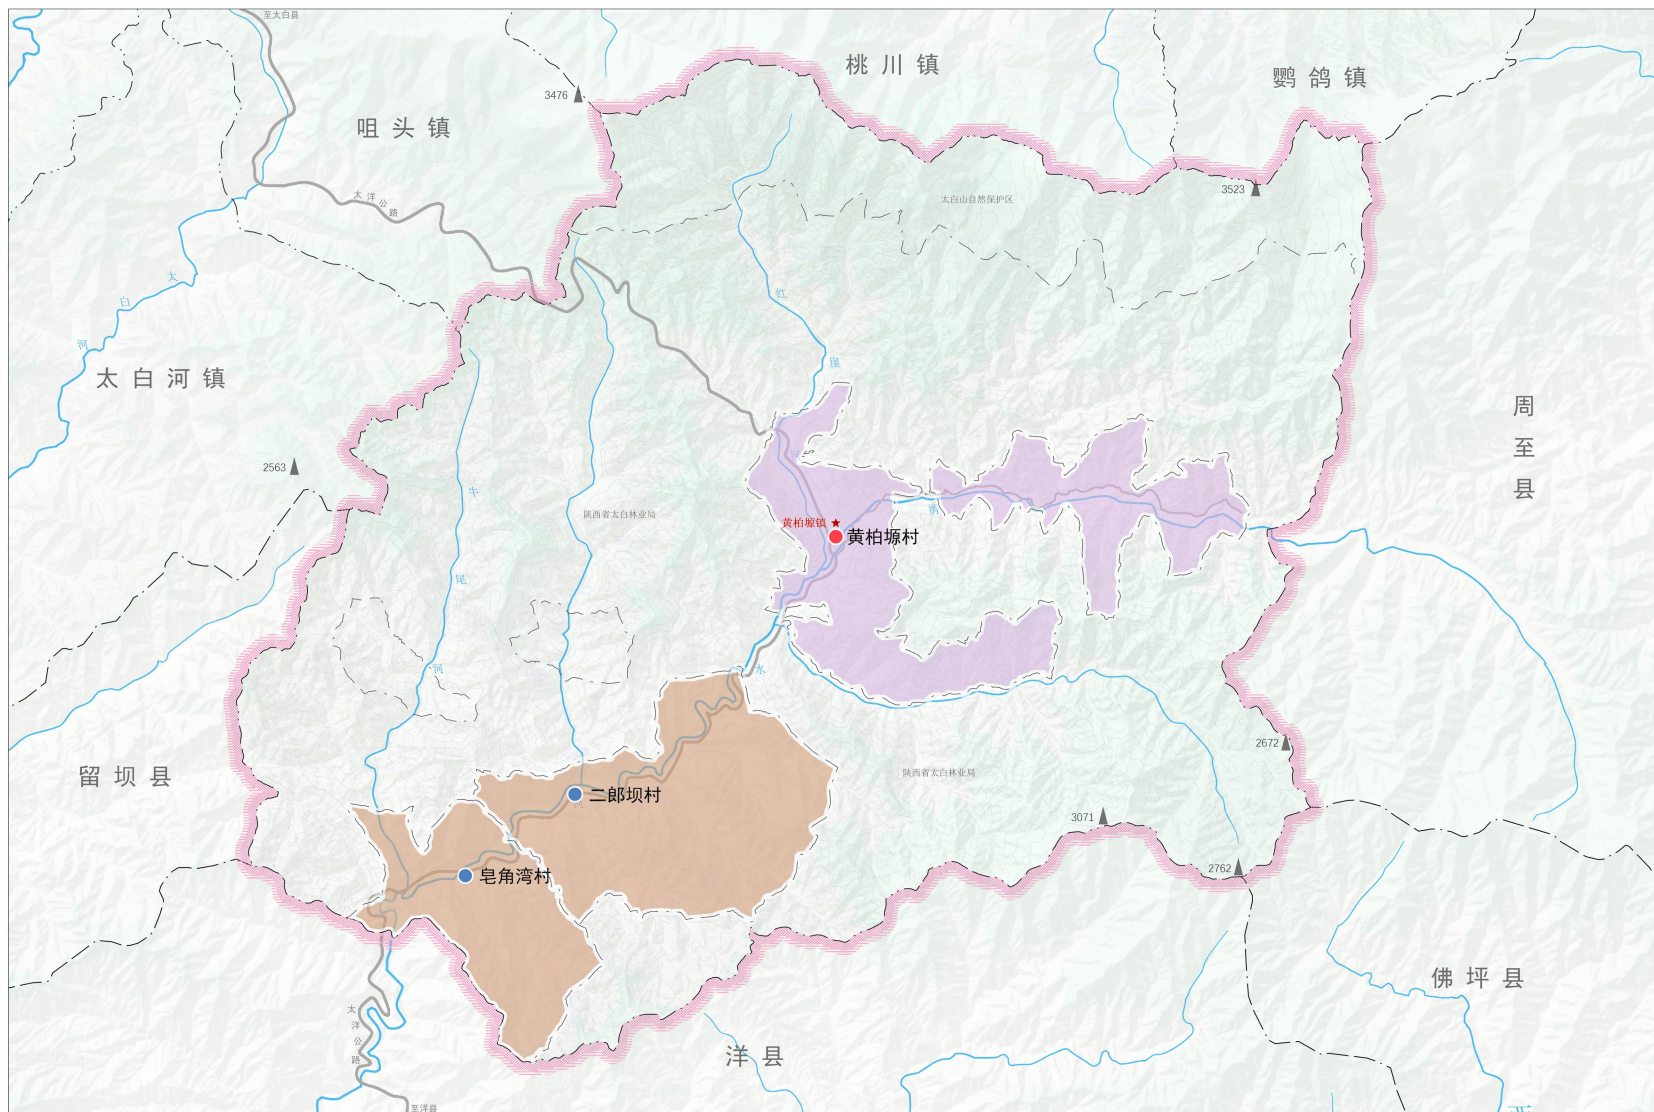 至太白县
桃川镇
鹦鸽镇
3476
咀头镇
3523
太白山自然保护区
太洋公路
太白河
红崖河
太白河镇
周至县
2563
牛尾河
陕西省太白林业局
湑水河
黄柏塬镇
黄柏塬村
2672
留坝县
陕西省太白林业局
二郎坝村
3071
2762
皂角湾村
佛坪县
太洋公路
洋县
至洋县